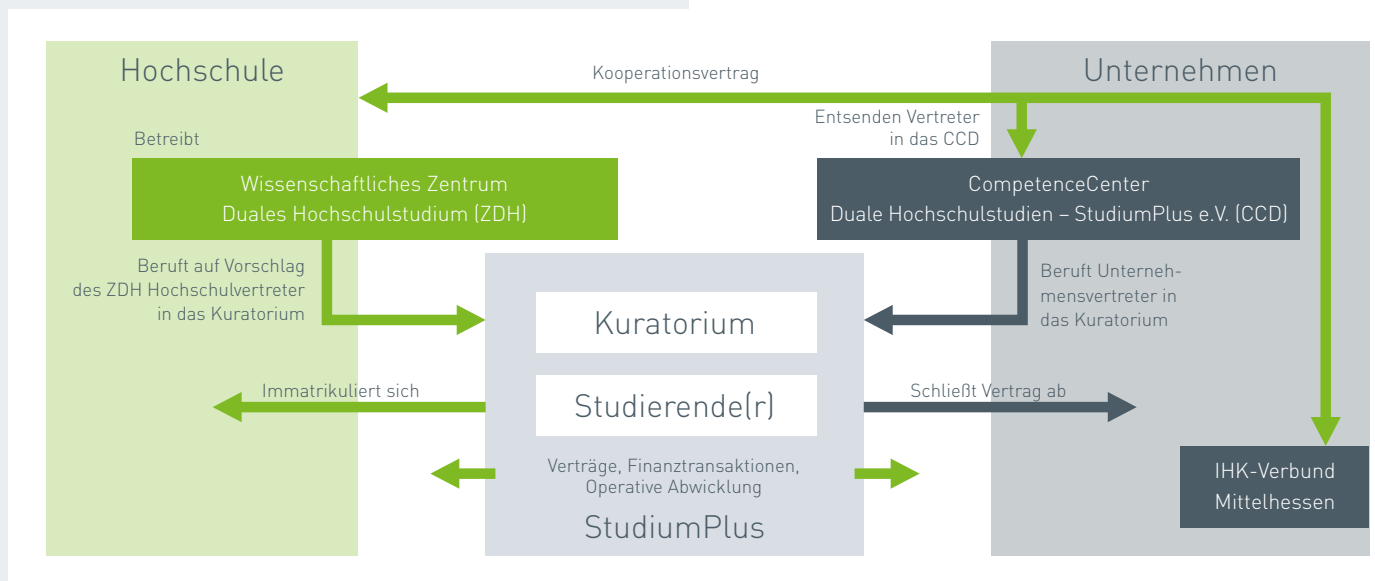 Hochschule
Unternehmen
Kooperationsvertrag
Entsenden Vertreter
in das CCD
Betreibt
Wissenschaftliches Zentrum
Duales Hochschulstudium (ZDH)
CompetenceCenter
Duale Hochschulstudien – StudiumPlus e.V. (CCD)
Beruft auf Vorschlag
des ZDH Hochschulvertreter
in das Kuratorium
Beruft Unterneh-
mensvertreter in
das Kuratorium
Kuratorium
Immatrikuliert sich
Studierende(r)
Schließt Vertrag ab
Verträge, Finanztransaktionen,
Operative Abwicklung
StudiumPlus
IHK-Verbund
Mittelhessen